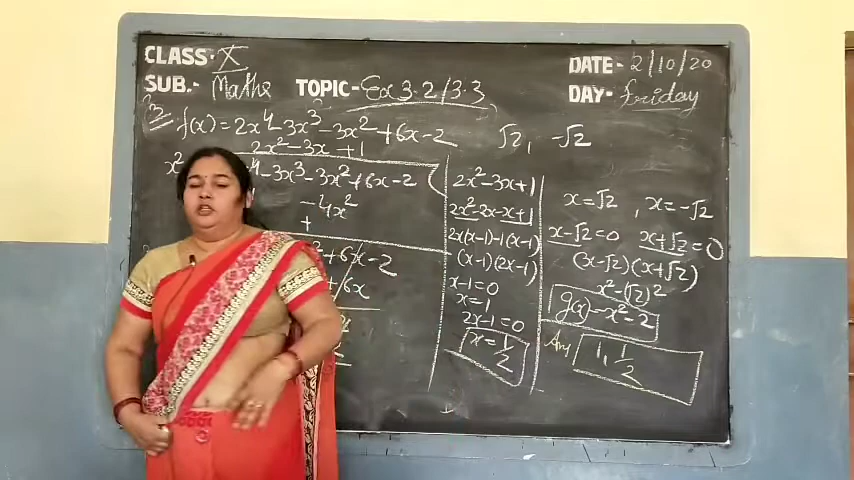 CLASS:- X
SUB.- Maths
TOPIC- Ex 3.2/3.3
DATE- 2/10/20
DAY- friday
f(x) = 2x⁴-3x³-3x²+6x-2 √2, -√2
2x²-3x+1
x² ⁴-3x³-3x²+6x-2
-4x²
+
²+6x-2
+6x
2x²-3x+1
2x²-2x-x+1
2x(x-1)-1(x-1)
(x-1)(2x-1)
x-1=0
x=1
2x-1=0
x=1/2
x=√2, x=-√2
x-√2=0 x+√2=0
(x-√2)(x+√2)
x²-(√2)²
g(x)=x²-2
Ans 1, 1/2